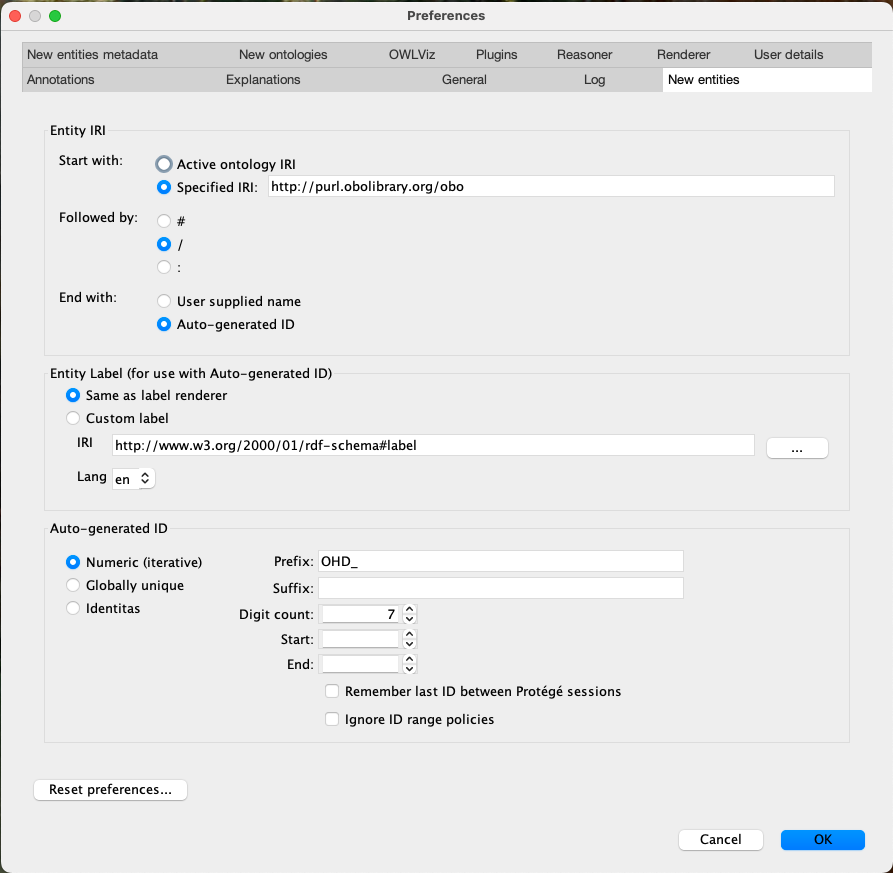 Preferences
New entities metadata New ontologies OWLViz Plugins Reasoner Renderer User details
Annotations Explanations General Log New entities
Entity IRI
Start with: Active ontology IRI
Specified IRI: http://purl.obolibrary.org/obo
Followed by: #
/
:
End with: User supplied name
Auto-generated ID
Entity Label (for use with Auto-generated ID)
Same as label renderer
Custom label
IRI http://www.w3.org/2000/01/rdf-schema#label ...
Lang en
Auto-generated ID
Numeric (iterative) Prefix: OHD_
Globally unique Suffix:
Identitas Digit count: 7
Start:
End:
Remember last ID between Protégé sessions
Ignore ID range policies
Reset preferences...
Cancel OK